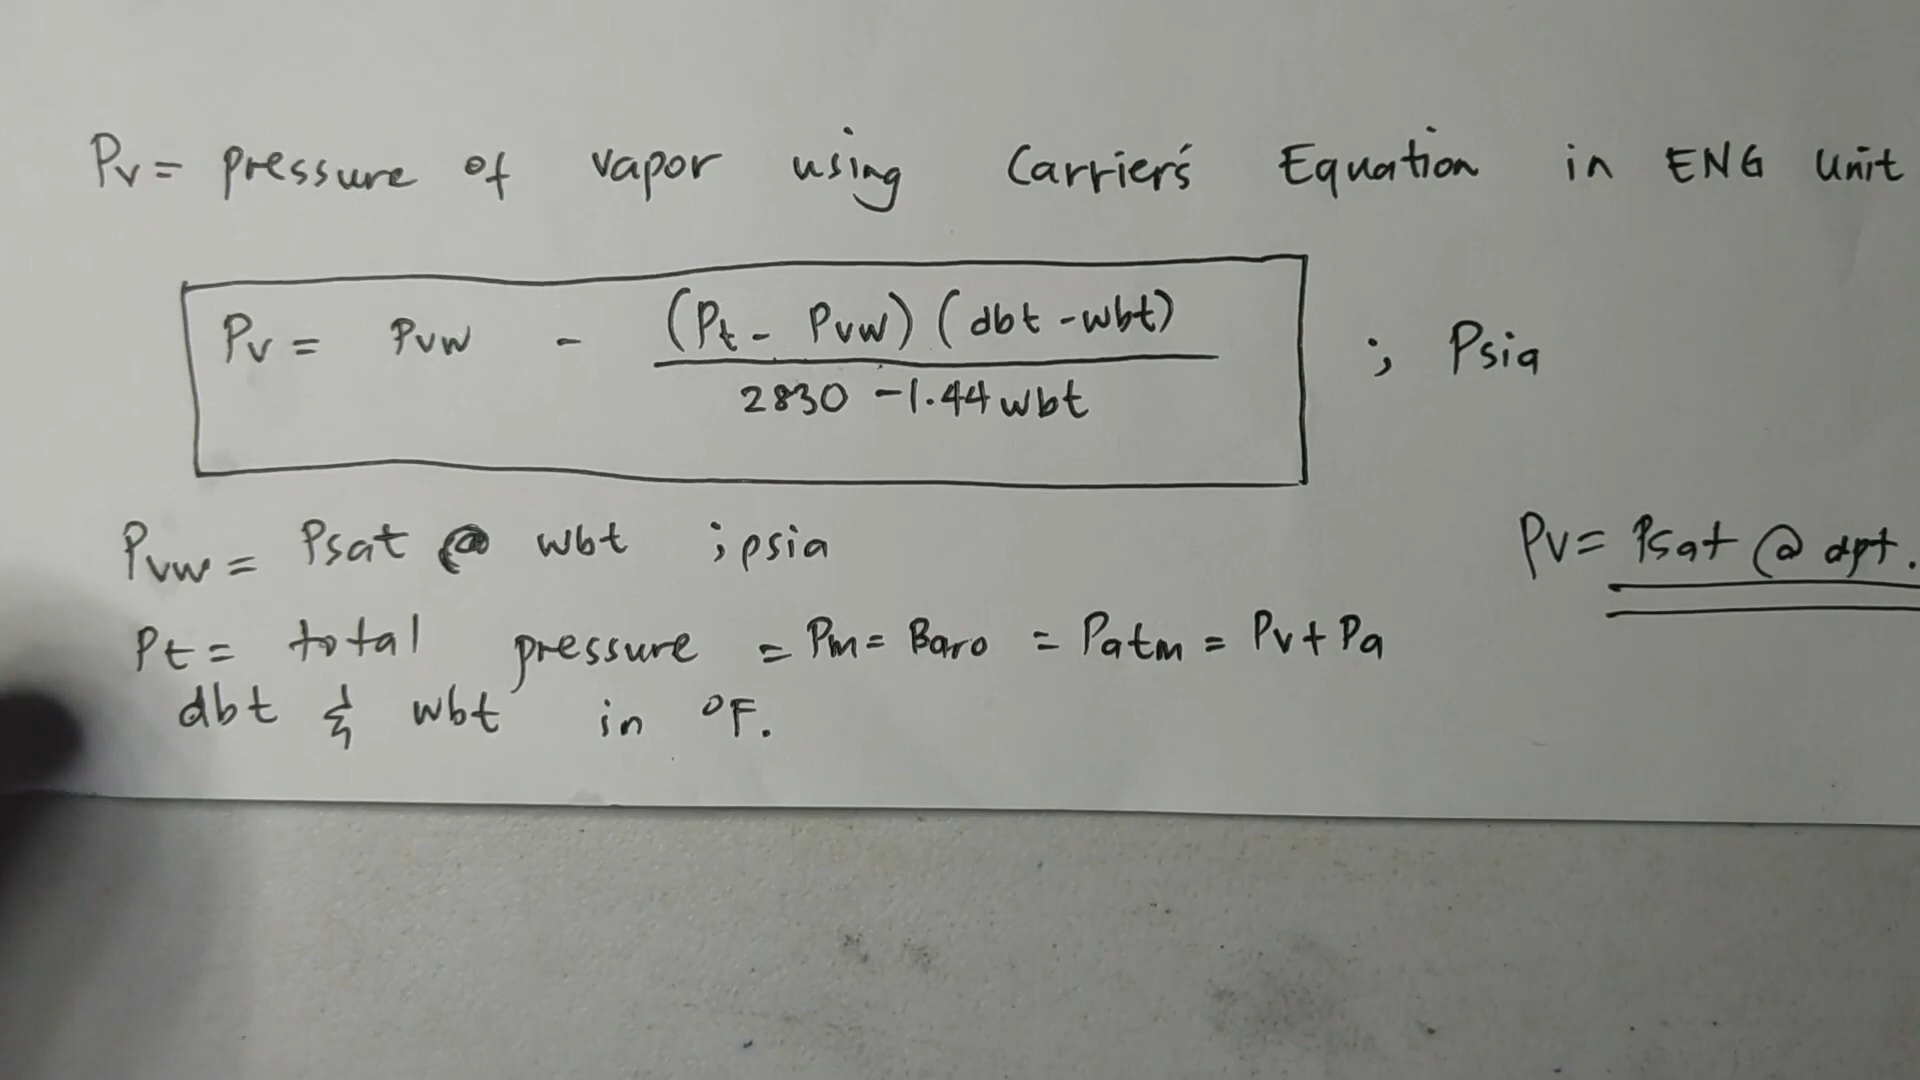 Pv = pressure of vapor using Carrier's Equation in ENG Unit
Pv = Pvw - (Pt - Pvw)(dbt - wbt) / 2830 - 1.44 wbt ; Psia
Pvw = Psat @ wbt ; psia
Pv = Psat @ dpt.
Pt = total pressure = Pm = Baro = Patm = Pv + Pa
dbt & wbt in °F.